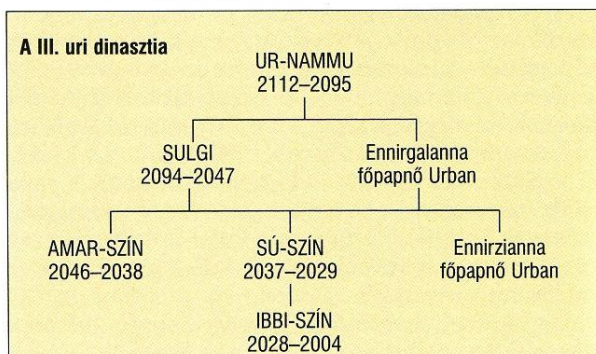 A III. uri dinasztia
UR-NAMMU
2112–2095
SULGI
2094–2047
Ennirgalanna
főpapnő Urban
AMAR-SZÍN
2046–2038
SÚ-SZÍN
2037–2029
Ennirzianna
főpapnő Urban
IBBI-SZÍN
2028–2004